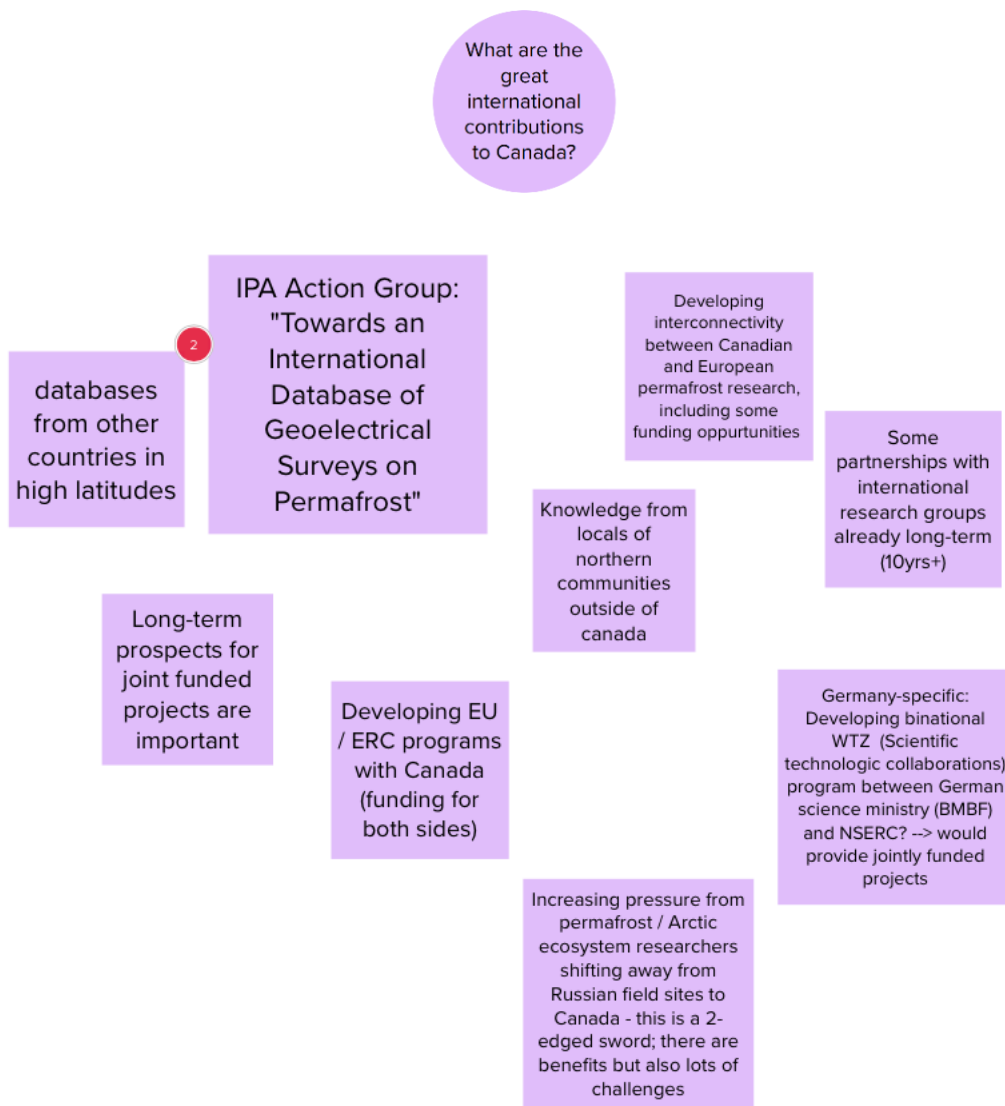 What are the
great
international
contributions
to Canada?
IPA Action Group:
"Towards an
International
Database of
Geoelectrical
Surveys on
Permafrost"
2
databases
from other
countries in
high latitudes
Developing
interconnectivity
between Canadian
and European
permafrost research,
including some
funding oppurtunities
Some
partnerships with
international
research groups
already long-term
(10yrs+)
Knowledge from
locals of
northern
communities
outside of
canada
Long-term
prospects for
joint funded
projects are
important
Developing EU
/ ERC programs
with Canada
(funding for
both sides)
Germany-specific:
Developing binational
WTZ (Scientific
technologic collaborations)
program between German
science ministry (BMBF)
and NSERC? --> would
provide jointly funded
projects
Increasing pressure from
permafrost / Arctic
ecosystem researchers
shifting away from
Russian field sites to
Canada - this is a 2-
edged sword; there are
benefits but also lots of
challenges